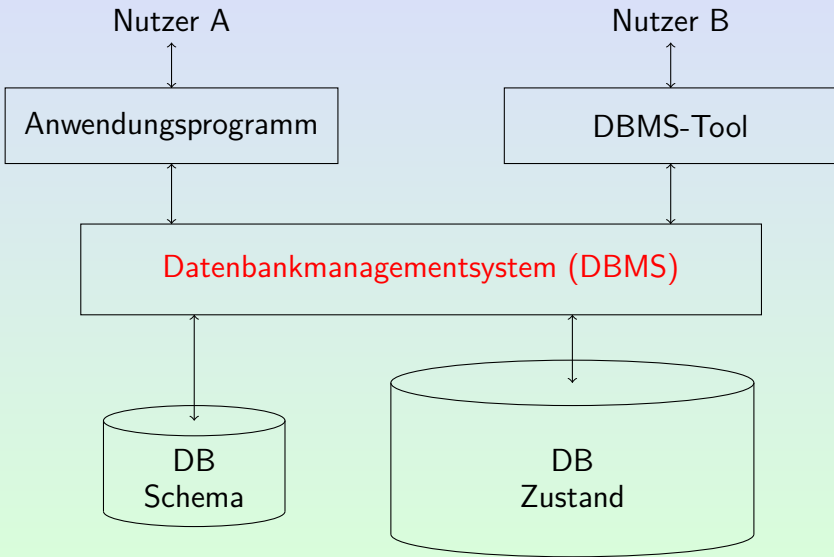 Nutzer A
Nutzer B
Anwendungsprogramm
DBMS-Tool
Datenbankmanagementsystem (DBMS)
DB
Schema
DB
Zustand